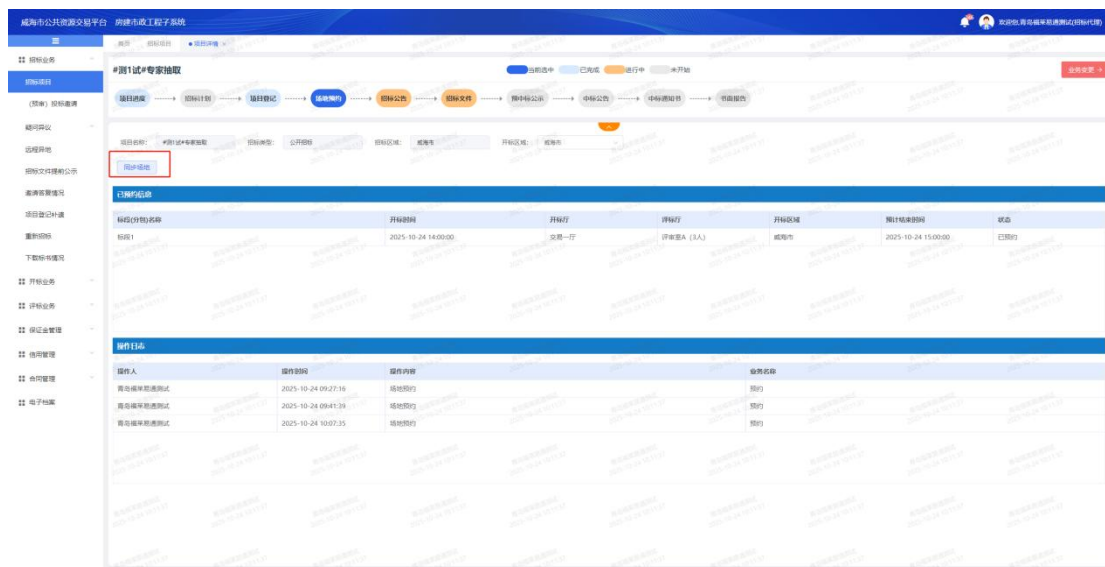 威海市公共资源交易平台 房建市政工程子系统 欢迎您,青岛福莱易通测试(招标代理)
首页 招标项目 项目详情 ×
招标业务
招标项目
(预审) 投标邀请
疑问异议
远程异地
招标文件提前公示
邀请答复情况
项目登记补遗
重新招标
下载标书情况
开标业务
评标业务
保证金管理
信用管理
合同管理
电子档案
#测1试#专家抽取 当前选中 已完成 进行中 未开始 业务变更
项目进度 招标计划 项目登记 场地预约 招标公告 招标文件 预中标公示 中标公告 中标通知书 书面报告
项目名称: #测1试#专家抽取 招标类型: 公开招标 招标区域: 威海市 开标区域: 威海市
同步场地
已预约信息
标段(分包)名称 开标时间 开标厅 评标厅 开标区域 预计结束时间 状态
标段1 2025-10-24 14:00:00 交易一厅 评审室A (3人) 威海市 2025-10-24 15:00:00 已预约
操作日志
操作人 操作时间 操作内容 业务名称
青岛福莱易通测试 2025-10-24 09:27:16 场地预约 预约
青岛福莱易通测试 2025-10-24 09:41:39 场地预约 预约
青岛福莱易通测试 2025-10-24 10:07:35 场地预约 预约